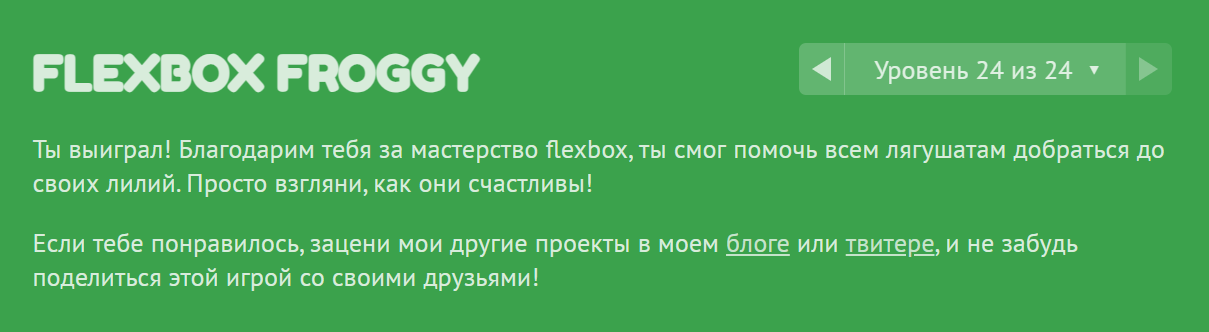 FLEXBOX FROGGY
Уровень 24 из 24
Ты выиграл! Благодарим тебя за мастерство flexbox, ты смог помочь всем лягушатам добраться до
своих лилий. Просто взгляни, как они счастливы!
Если тебе понравилось, зацени мои другие проекты в моем блоге или твитере, и не забудь
поделиться этой игрой со своими друзьями!